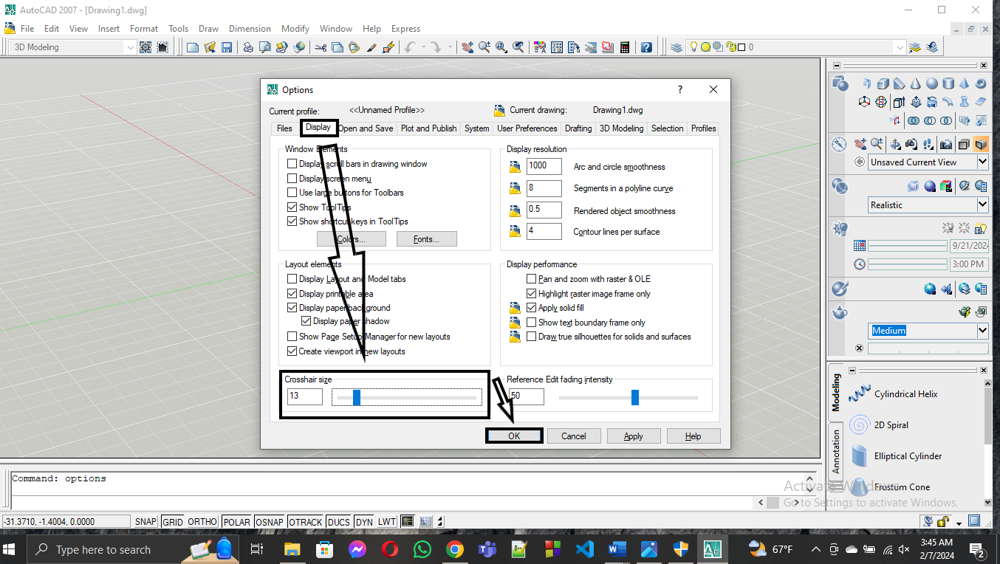 AutoCAD 2007 - [Drawing1.dwg]
File Edit View Insert Format Tools Draw Dimension Modify Window Help Express
3D Modeling
0
Options
?
Current profile: <<Unnamed Profile>> Current drawing: Drawing1.dwg
Files Display Open and Save Plot and Publish System User Preferences Drafting 3D Modeling Selection Profiles
Window Elements
Display scroll bars in drawing window
Display screen menu
Use large buttons for Toolbars
Show ToolTips
Show shortcut keys in ToolTips
Colors... Fonts...
Layout elements
Display Layout and Model tabs
Display printable area
Display paper background
Display paper shadow
Show Page Setup Manager for new layouts
Create viewport in new layouts
Crosshair size
13
Display resolution
1000 Arc and circle smoothness
8 Segments in a polyline curve
0.5 Rendered object smoothness
4 Contour lines per surface
Display performance
Pan and zoom with raster & OLE
Highlight raster image frame only
Apply solid fill
Show text boundary frame only
Draw true silhouettes for solids and surfaces
Reference Edit fading intensity
50
OK Cancel Apply Help
Unsaved Current View
Realistic
9/21/2024
3:00 PM
Medium
Modeling
Annotation
Cylindrical Helix
2D Spiral
Elliptical Cylinder
Frustum Cone
Command: options
Activate Windows
Go to Settings to activate Windows.
-31.3710, -1.4004, 0.0000 SNAP GRID ORTHO POLAR OSNAP OTRACK DUCS DYN LWT
Type here to search
67°F
3:45 AM
2/7/2024
2